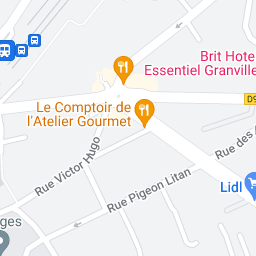 Brit Hote
Essentiel Granville
D9
Le Comptoir de
l'Atelier Gourmet
Rue Victor Hugo
Rue des A
Rue Pigeon Litan
Lidl
ges